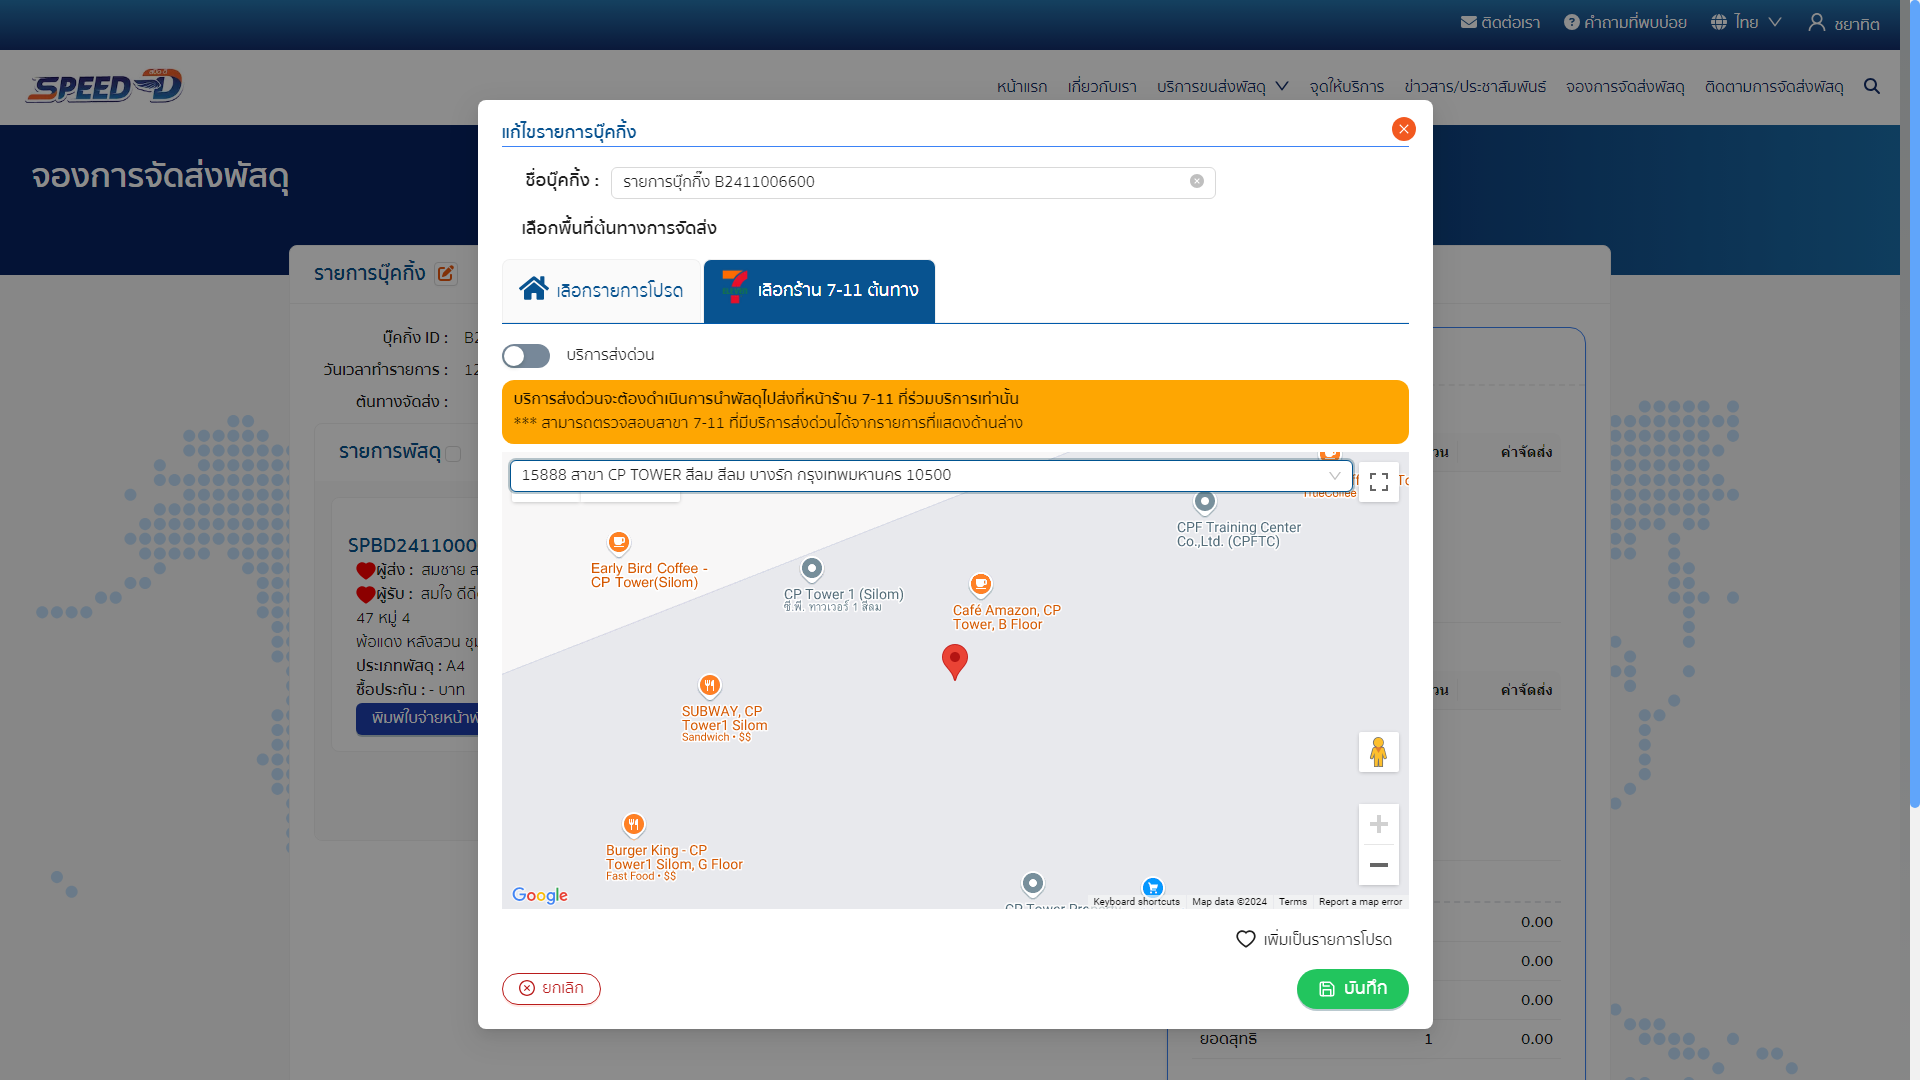 ติดต่อเรา
คำถามที่พบบ่อย
ไทย
ชยาทิต
SPEED-D
หน้าแรก
เกี่ยวกับเรา
บริการขนส่งพัสดุ
จุดให้บริการ
ข่าวสาร/ประชาสัมพันธ์
จองการจัดส่งพัสดุ
ติดตามการจัดส่งพัสดุ
จองการจัดส่งพัสดุ
รายการบุ๊คกิ้ง
บุ๊คกิ้ง ID :
วันเวลาทำรายการ :
ต้นทางจัดส่ง :
รายการพัสดุ
SPBD2411000
ผู้ส่ง : สมชาย
ผู้รับ : สมใจ
47 หมู่ 4
พ้อแดง หลังสวน
ประเภทพัสดุ : A4
ซื้อประกัน : - บาท
แก้ไขรายการบุ๊คกิ้ง
ชื่อบุ๊คกิ้ง :
รายการบุ๊กกิ๊ง B2411006600
เลือกพื้นที่ต้นทางการจัดส่ง
เลือกรายการโปรด
เลือกร้าน 7-11 ต้นทาง
บริการส่งด่วน
บริการส่งด่วนจะต้องดำเนินการนำพัสดุไปส่งที่หน้าร้าน 7-11 ที่ร่วมบริการเท่านั้น
*** สามารถตรวจสอบสาขา 7-11 ที่มีบริการส่งด่วนได้จากรายการที่แสดงด้านล่าง
15888 สาขา CP TOWER สีลม สีลม บางรัก กรุงเทพมหานคร 10500
TrueCoffee
CPF Training Center
Co.,Ltd. (CPFTC)
Early Bird Coffee -
CP Tower(Silom)
CP Tower 1 (Silom)
ซี.พี. ทาวเวอร์ 1 สีลม
Café Amazon, CP
Tower, B Floor
SUBWAY, CP
Tower1 Silom
Sandwich • $$
Burger King - CP
Tower1 Silom, G Floor
Fast Food • $$
CP Tower
Google
Keyboard shortcuts
Map data ©2024
Terms
Report a map error
เพิ่มเป็นรายการโปรด
ยกเลิก
บันทึก
ค่าจัดส่ง
ค่าจัดส่ง
0.00
0.00
0.00
ยอดสุทธิ 1 0.00